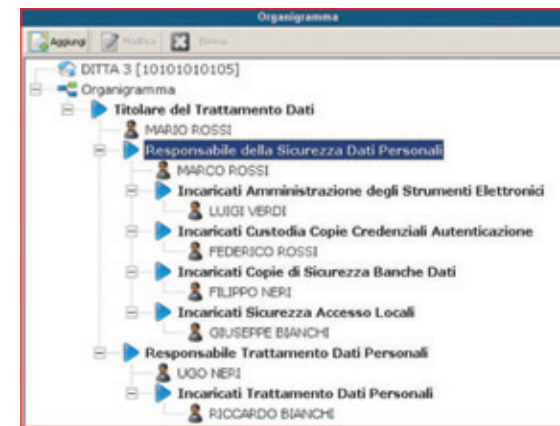 Organigramma
Aggiungi Modifica Elimina
DITTA 3 [10101010105]
Organigramma
Titolare del Trattamento Dati
MARIO ROSSI
Responsabile della Sicurezza Dati Personali
MARCO ROSSI
Incaricati Amministrazione degli Strumenti Elettronici
LUIGI VERDI
Incaricati Custodia Copie Credenziali Autenticazione
FEDERICO ROSSI
Incaricati Copie di Sicurezza Banche Dati
FILIPPO NERI
Incaricati Sicurezza Accesso Locali
GIUSEPPE BIANCHI
Responsabile Trattamento Dati Personali
UGO NERI
Incaricati Trattamento Dati Personali
RICCARDO BIANCHI